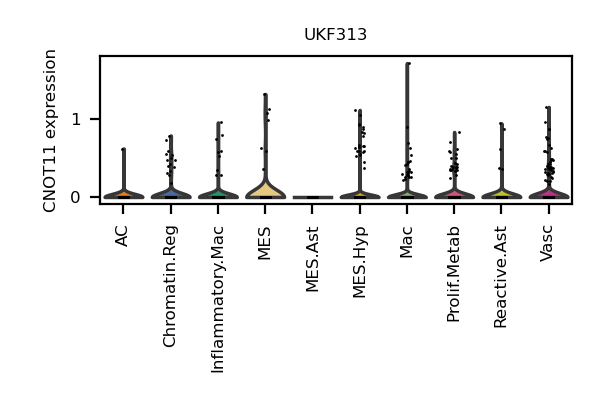 UKF313
CNOT11 expression
1
0
AC
Chromatin.Reg
Inflammatory.Mac
MES
MES.Ast
MES.Hyp
Mac
Prolif.Metab
Reactive.Ast
Vasc